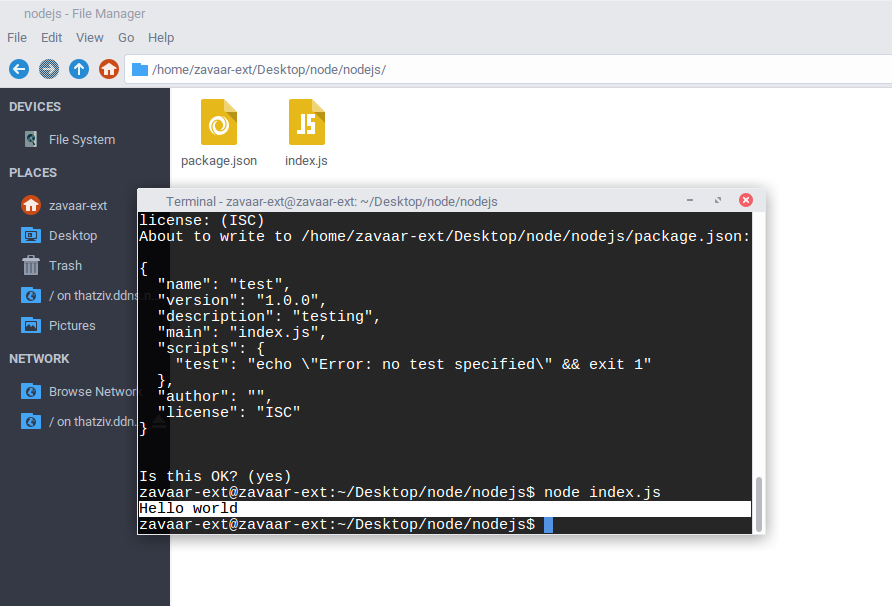 nodejs - File Manager
File Edit View Go Help
/home/zavaar-ext/Desktop/node/nodejs/
DEVICES
File System
PLACES
zavaar-ext
Desktop
Trash
/ on thatziv.ddns.n...
Pictures
NETWORK
Browse Network
/ on thatziv.ddn...
JS
package.json
index.js
Terminal - zavaar-ext@zavaar-ext: ~/Desktop/node/nodejs
license: (ISC)
About to write to /home/zavaar-ext/Desktop/node/nodejs/package.json:
{
  "name": "test",
  "version": "1.0.0",
  "description": "testing",
  "main": "index.js",
  "scripts": {
    "test": "echo \"Error: no test specified\" && exit 1"
  },
  "author": "",
  "license": "ISC"
}
Is this OK? (yes)
zavaar-ext@zavaar-ext:~/Desktop/node/nodejs$ node index.js
Hello world
zavaar-ext@zavaar-ext:~/Desktop/node/nodejs$